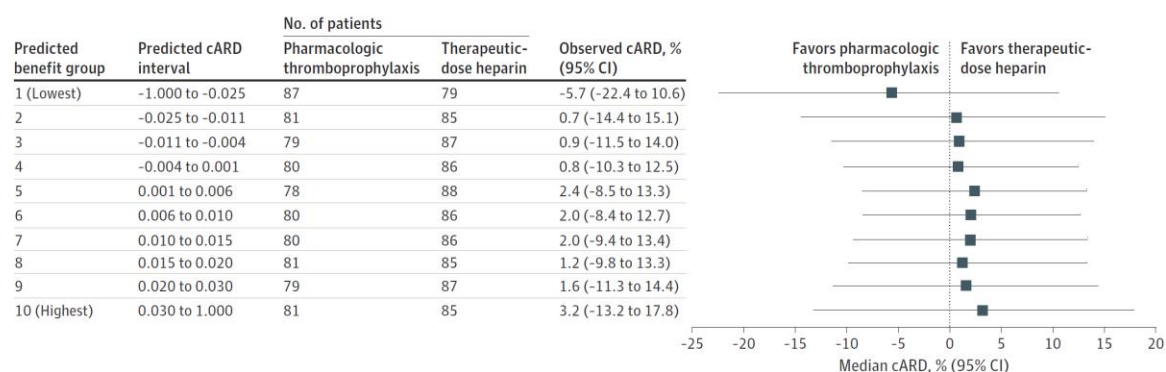 No. of patients
Predicted benefit group Predicted cARD interval Pharmacologic thromboprophylaxis Therapeutic-dose heparin Observed cARD, % (95% CI) Favors pharmacologic thromboprophylaxis Favors therapeutic-dose heparin
1 (Lowest) -1.000 to -0.025 87 79 -5.7 (-22.4 to 10.6)
2 -0.025 to -0.011 81 85 0.7 (-14.4 to 15.1)
3 -0.011 to -0.004 79 87 0.9 (-11.5 to 14.0)
4 -0.004 to 0.001 80 86 0.8 (-10.3 to 12.5)
5 0.001 to 0.006 78 88 2.4 (-8.5 to 13.3)
6 0.006 to 0.010 80 86 2.0 (-8.4 to 12.7)
7 0.010 to 0.015 80 86 2.0 (-9.4 to 13.4)
8 0.015 to 0.020 81 85 1.2 (-9.8 to 13.3)
9 0.020 to 0.030 79 87 1.6 (-11.3 to 14.4)
10 (Highest) 0.030 to 1.000 81 85 3.2 (-13.2 to 17.8)
-25 -20 -15 -10 -5 0 5 10 15 20
Median cARD, % (95% CI)